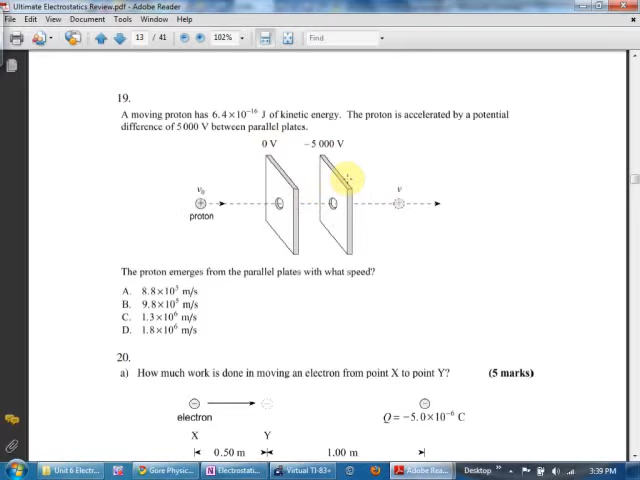 Ultimate Electrostatics Review.pdf - Adobe Reader
File Edit View Document Tools Window Help
13 / 41 102% Find
19.
A moving proton has 6.4×10⁻¹⁶ J of kinetic energy. The proton is accelerated by a potential
difference of 5 000 V between parallel plates.
0 V -5 000 V
v₀ v
proton
The proton emerges from the parallel plates with what speed?
A. 8.8×10³ m/s
B. 9.8×10⁵ m/s
C. 1.3×10⁶ m/s
D. 1.8×10⁶ m/s
20.
a) How much work is done in moving an electron from point X to point Y? (5 marks)
electron Q = −5.0×10⁻⁶ C
X Y
0.50 m 1.00 m
Unit 6 Electr... Gore Physic... Electrostati... Virtual TI-83+ Adobe Rea... Desktop 3:39 PM